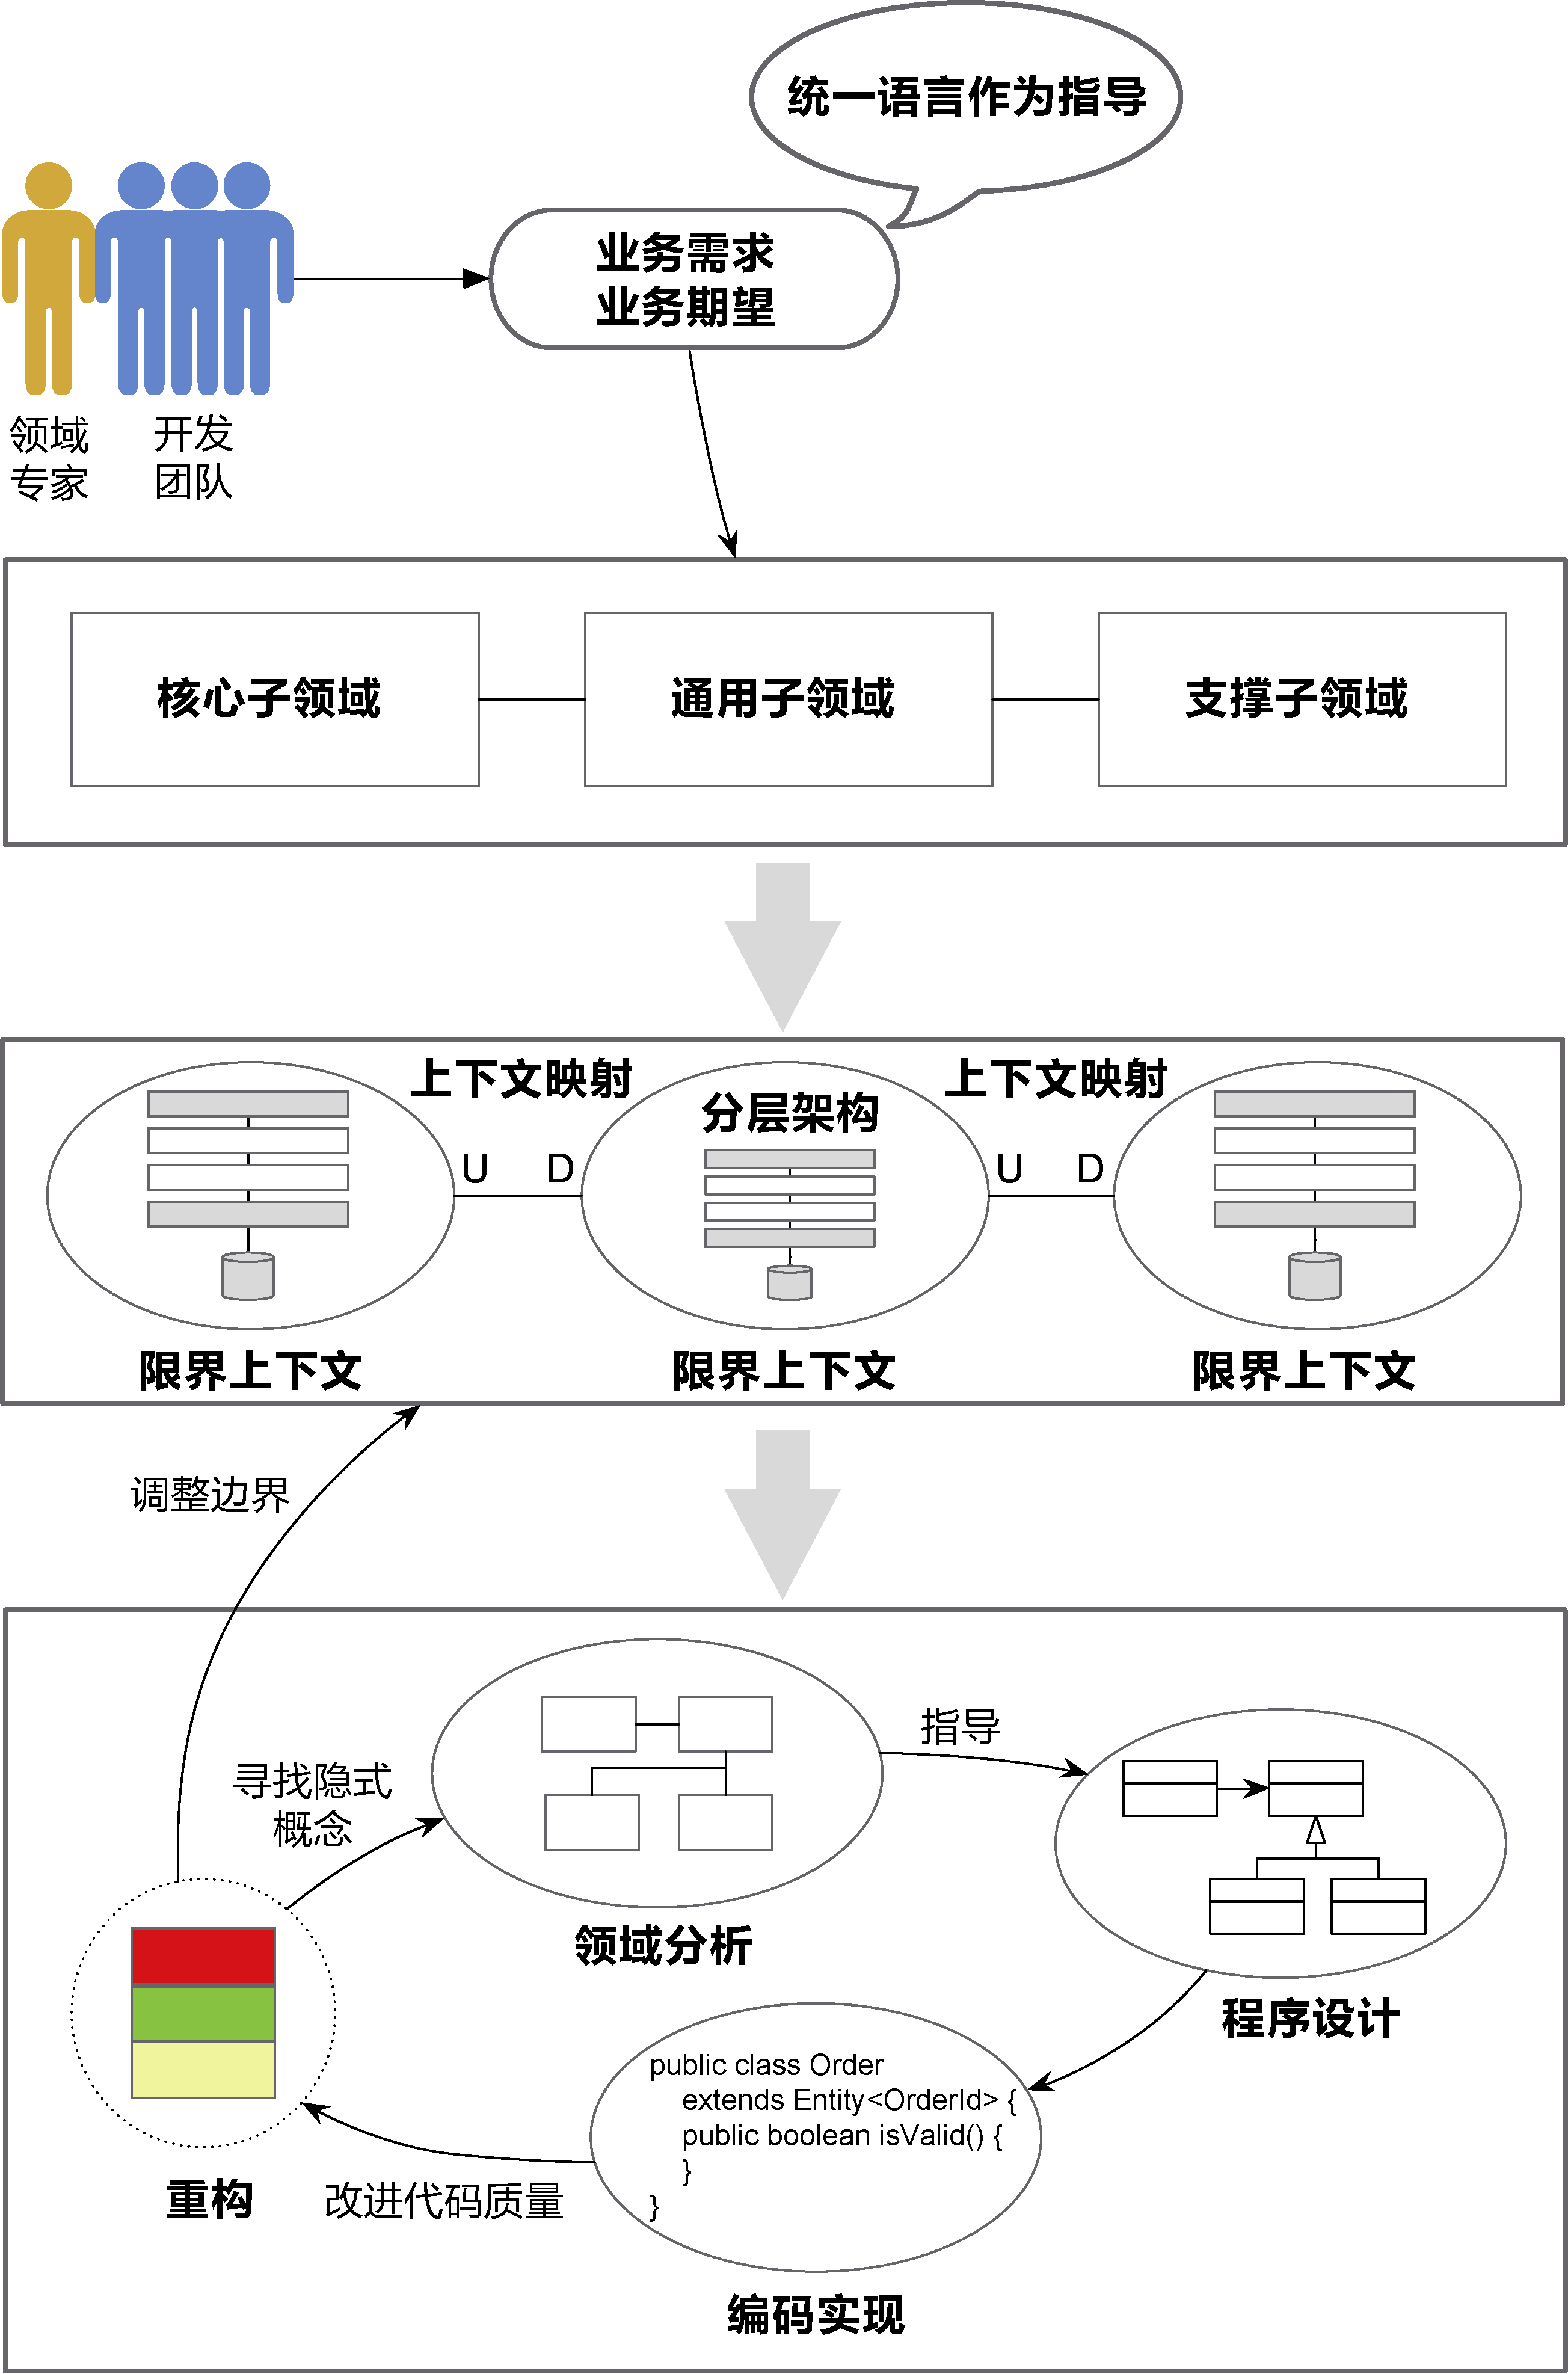 统一语言作为指导
业务需求
业务期望
领域
专家
开发
团队
核心子领域
通用子领域
支撑子领域
上下文映射
上下文映射
分层架构
U
D
U
D
限界上下文
限界上下文
限界上下文
调整边界
指导
寻找隐式
概念
领域分析
程序设计
public class Order
extends Entity<OrderId> {
public boolean isValid() {
}
}
重构
改进代码质量
编码实现